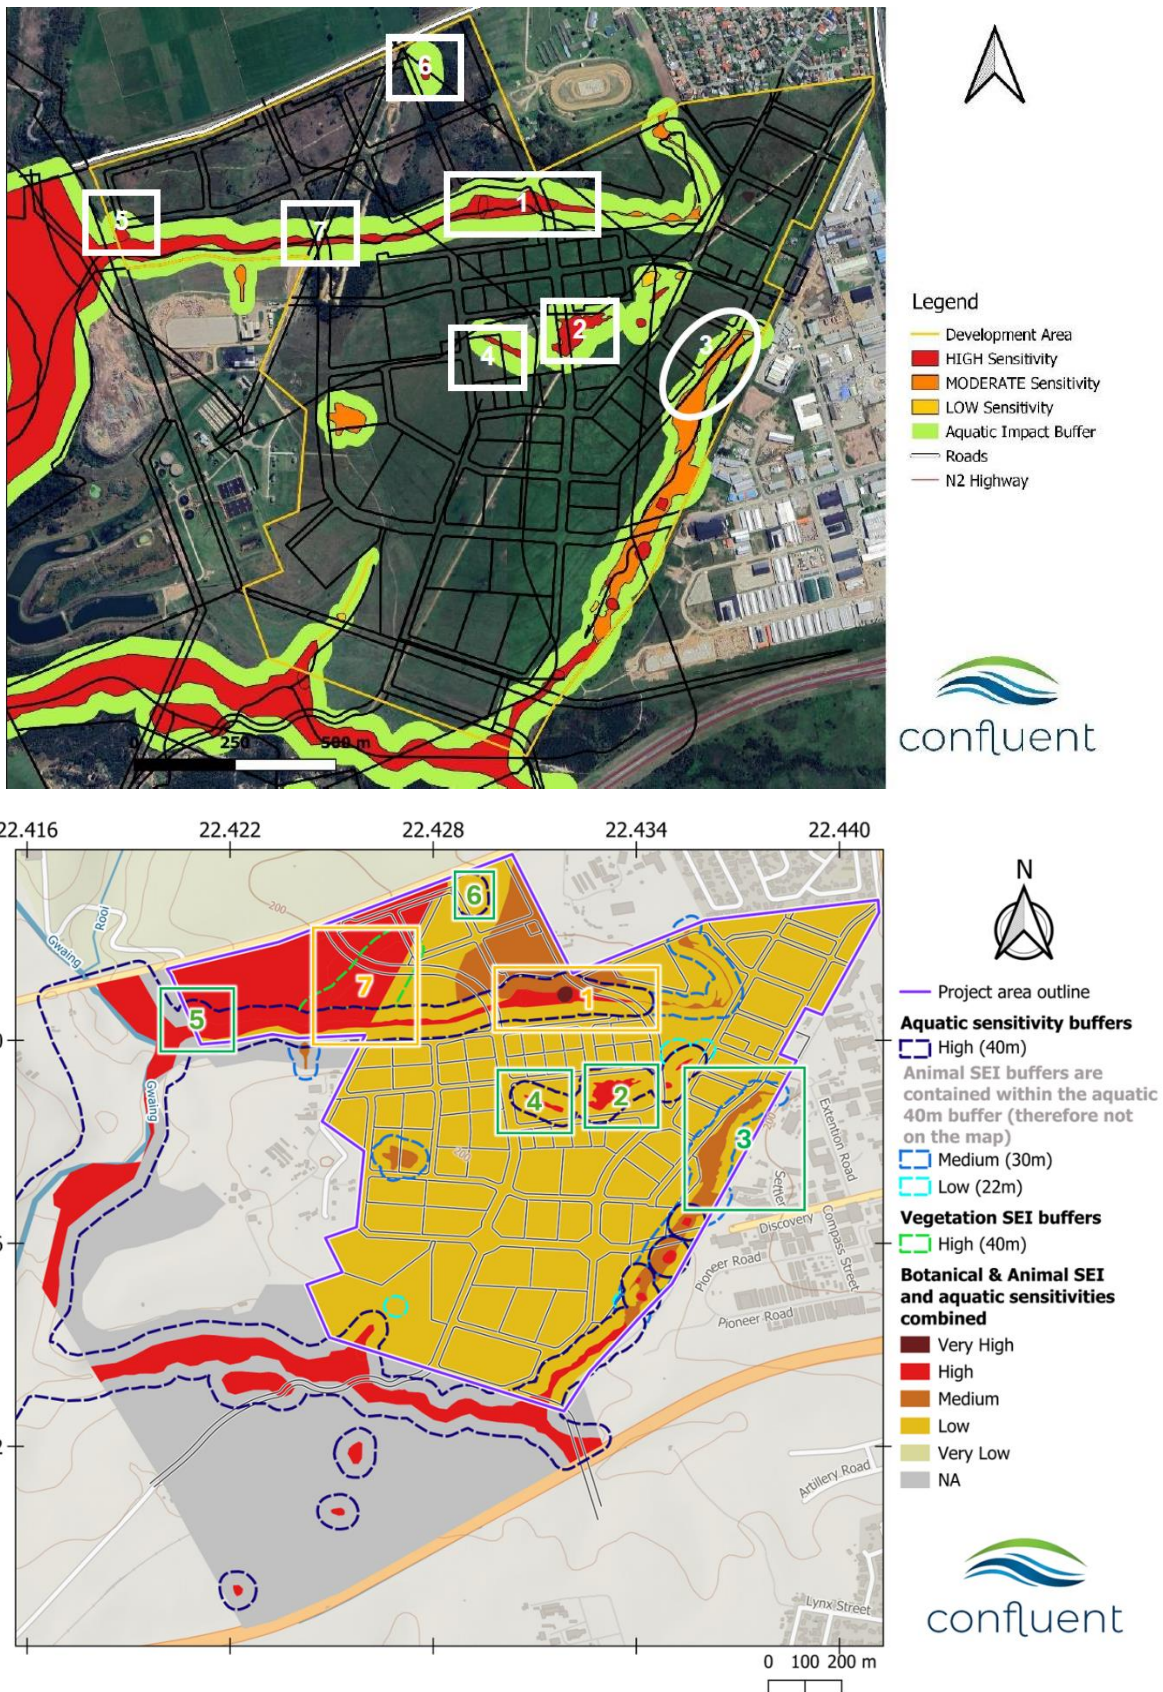 6
5
7
1
2
4
3
0 250 500 m
Legend
Development Area
HIGH Sensitivity
MODERATE Sensitivity
LOW Sensitivity
Aquatic Impact Buffer
Roads
N2 Highway
confluent
22.416 22.422 22.428 22.434 22.440
200
Rooi
Gwaing
6
7
1
5
4
2
3
Gwaing
200
200
Extention Road
Settler
Discovery
Compass Street
Pioneer Road
Pioneer Road
Artillery Road
Lynx Street
N
Project area outline
Aquatic sensitivity buffers
High (40m)
Animal SEI buffers are
contained within the aquatic
40m buffer (therefore not
on the map)
Medium (30m)
Low (22m)
Vegetation SEI buffers
High (40m)
Botanical & Animal SEI
and aquatic sensitivities
combined
Very High
High
Medium
Low
Very Low
NA
confluent
0 100 200 m